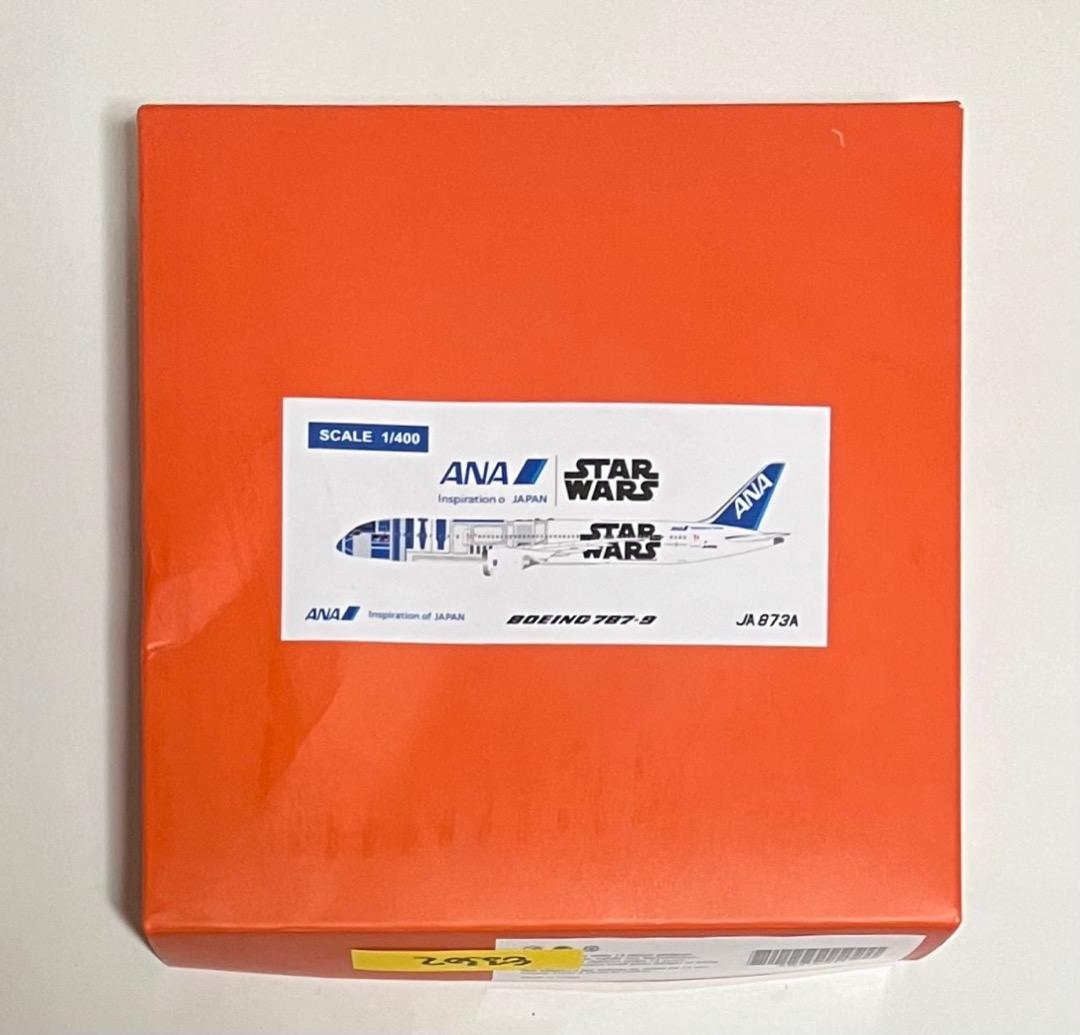 SCALE 1/400
ANA
STAR
WARS
Inspiration o JAPAN
ANA
STAR
WARS
ANA Inspiration of JAPAN
BOEING 787-9
JA873A